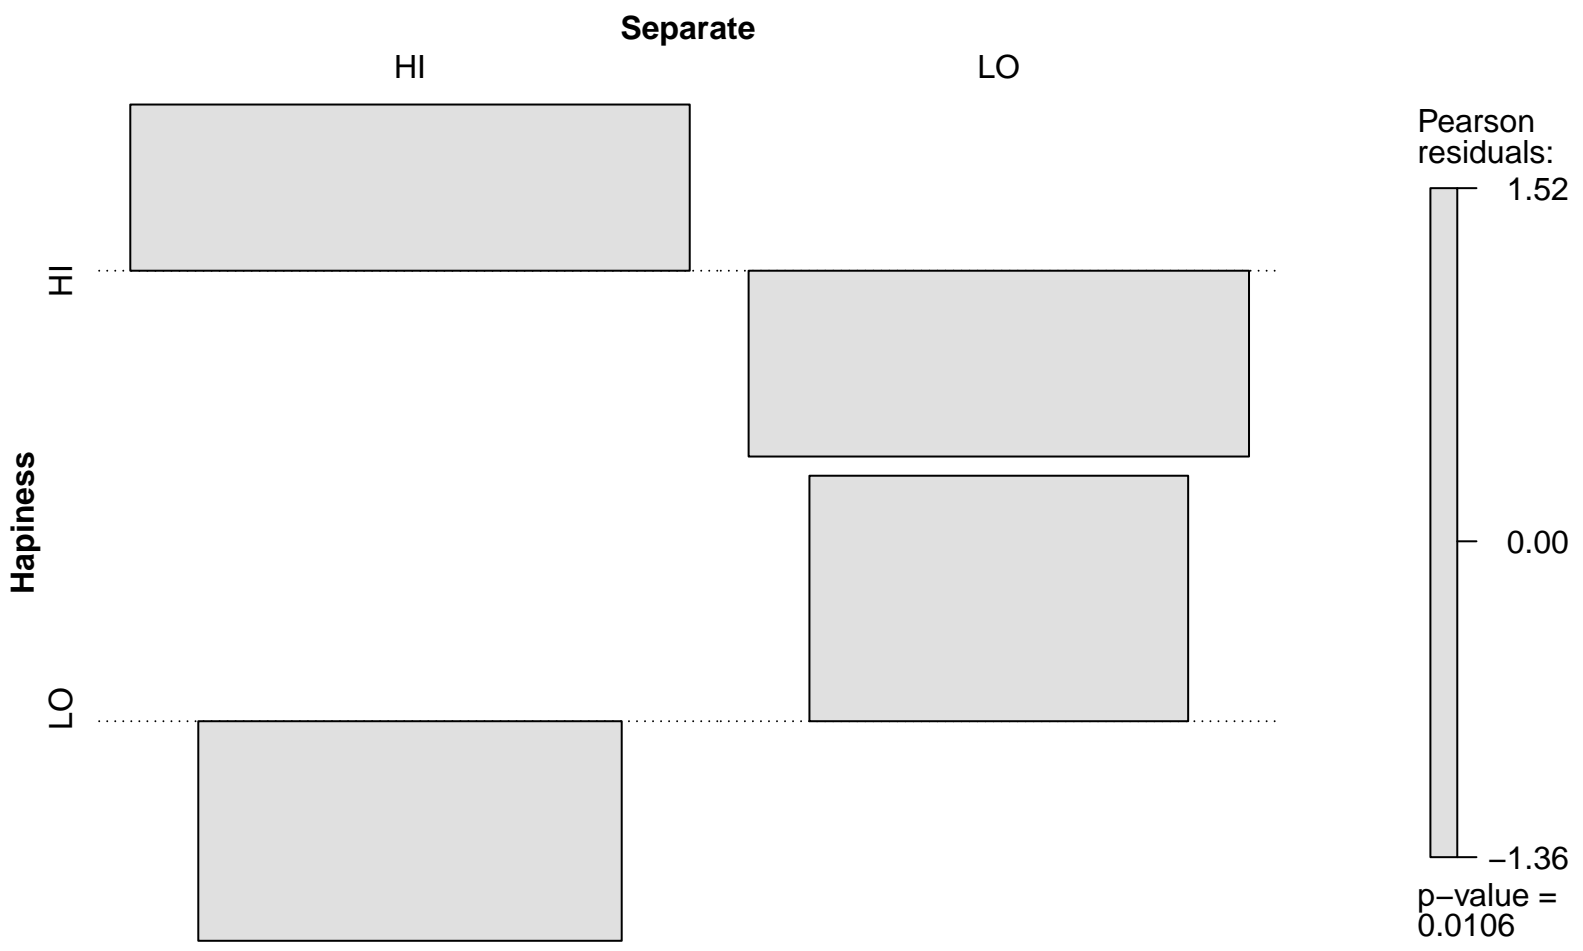 Separate
HI
LO
HI
LO
Hapiness
Pearson
residuals:
1.52
0.00
−1.36
p−value =
0.0106